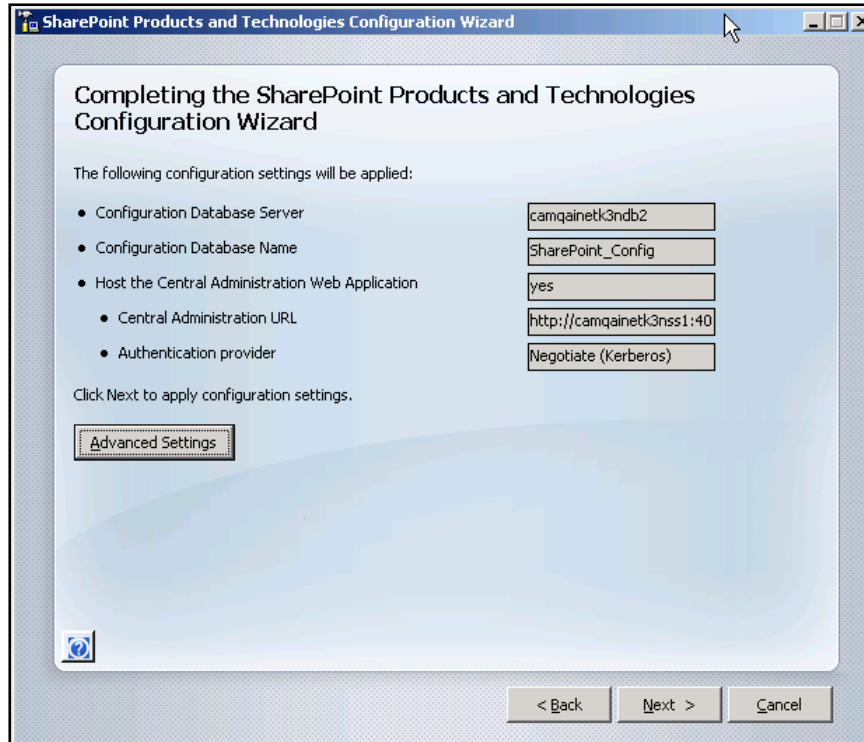 SharePoint Products and Technologies Configuration Wizard
Completing the SharePoint Products and Technologies
Configuration Wizard
The following configuration settings will be applied:
• Configuration Database Server camqainetk3ndb2
• Configuration Database Name SharePoint_Config
• Host the Central Administration Web Application yes
• Central Administration URL http://camqainetk3nss1:40
• Authentication provider Negotiate (Kerberos)
Click Next to apply configuration settings.
Advanced Settings
?
< Back Next > Cancel